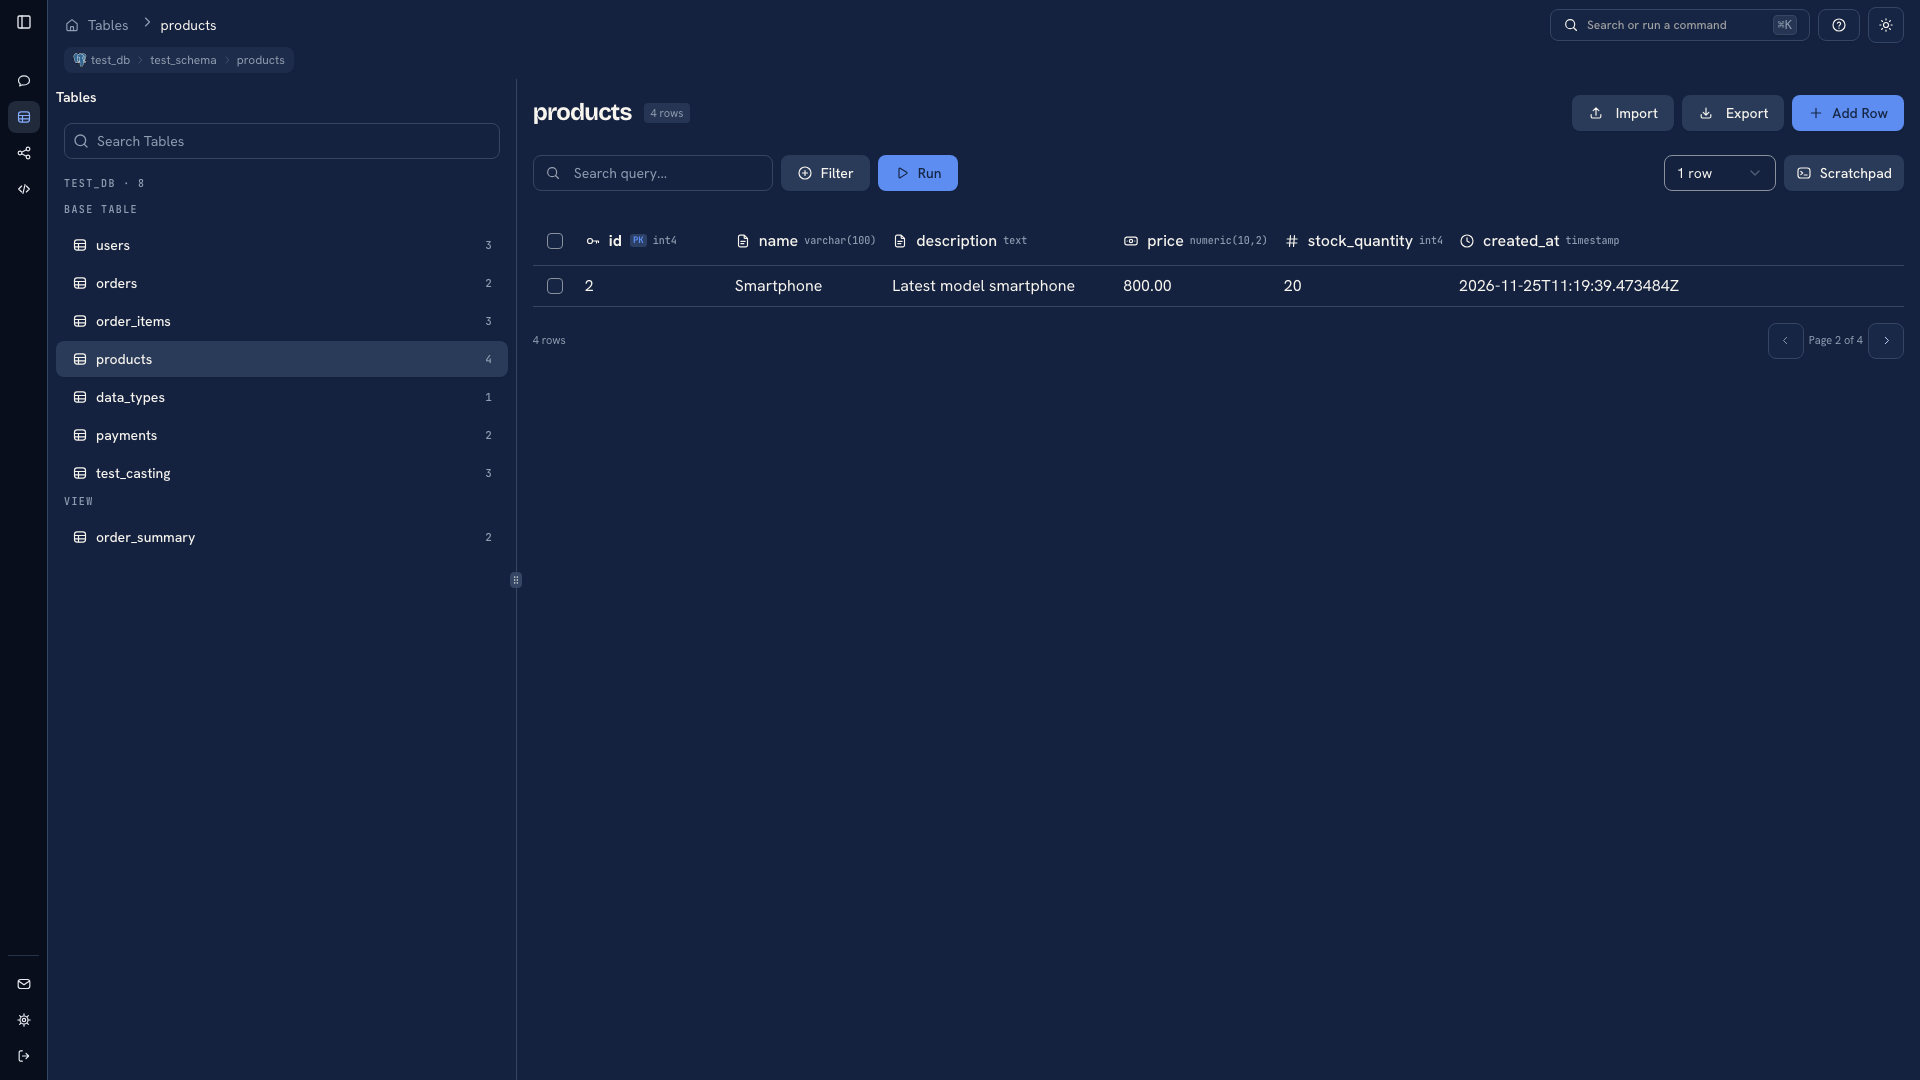 Tables > products
Search or run a command ⌘K
test_db > test_schema > products
Tables
Search Tables
TEST_DB · 8
BASE TABLE
users 3
orders 2
order_items 3
products 4
data_types 1
payments 2
test_casting 3
VIEW
order_summary 2
products 4 rows
Import Export Add Row
Search query... Filter Run
1 row Scratchpad
id PK int4 name varchar(100) description text price numeric(10,2) stock_quantity int4 created_at timestamp
2 Smartphone Latest model smartphone 800.00 20 2026-11-25T11:19:39.473484Z
4 rows
Page 2 of 4